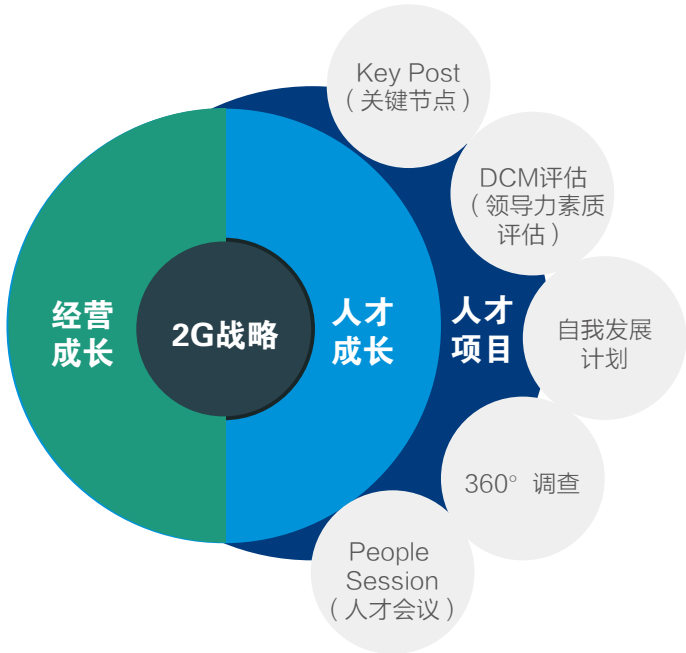 Key Post
（关键节点）
DCM评估
（领导力素质
评估）
经营
成长
2G战略
人才
成长
人才
项目
自我发展
计划
360° 调查
People
Session
（人才会议）